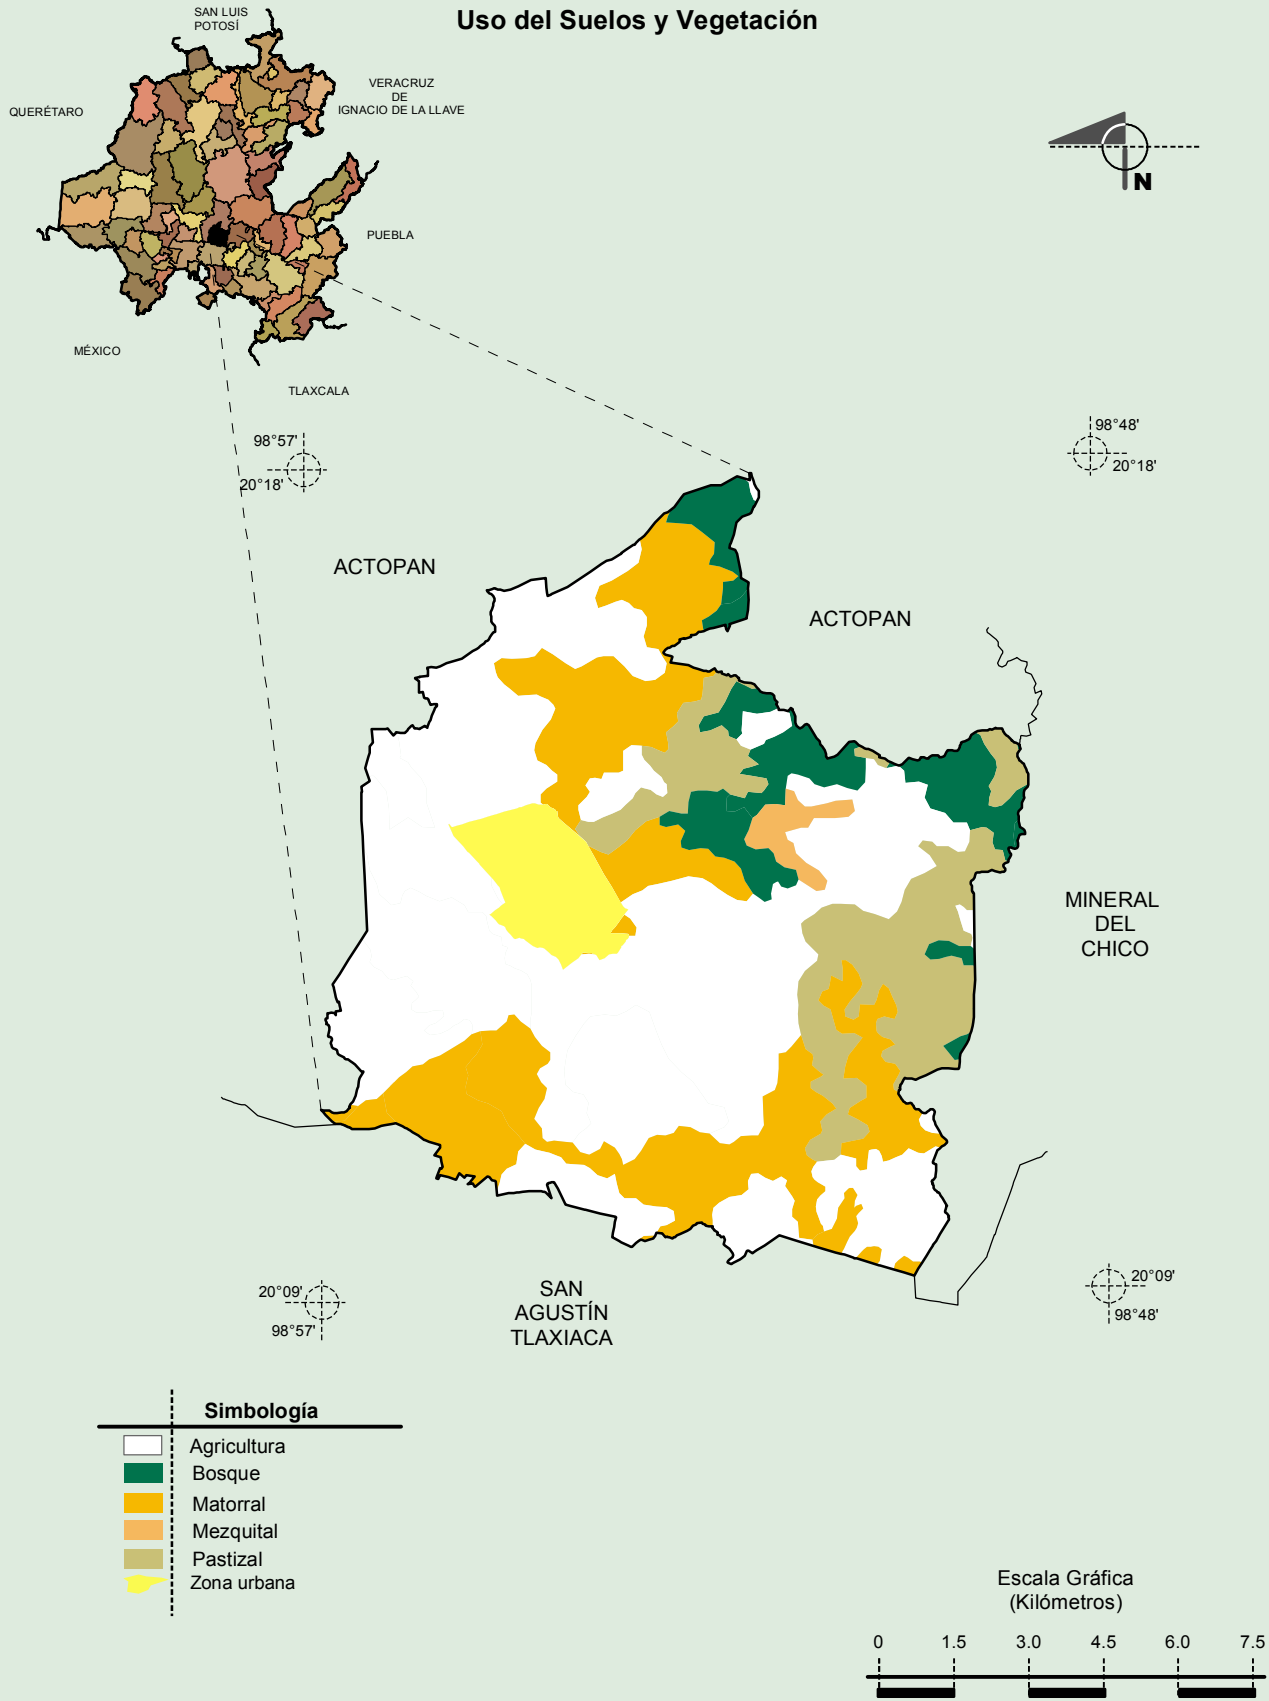 Uso del Suelos y Vegetación
SAN LUIS
POTOSÍ
VERACRUZ
DE
IGNACIO DE LA LLAVE
QUERÉTARO
PUEBLA
MÉXICO
TLAXCALA
N
98°57'
20°18'
98°48'
20°18'
ACTOPAN
ACTOPAN
MINERAL
DEL
CHICO
20°09'
98°57'
SAN
AGUSTÍN
TLAXIACA
20°09'
98°48'
Simbología
Agricultura
Bosque
Matorral
Mezquital
Pastizal
Zona urbana
Escala Gráfica
(Kilómetros)
0 1.5 3.0 4.5 6.0 7.5